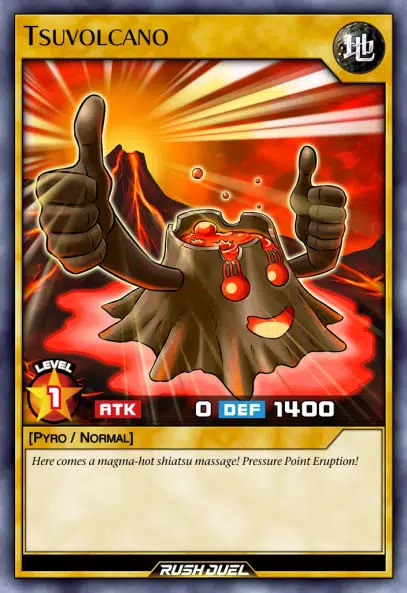 Tsuvolcano
地
LEVEL
1
ATK 0 DEF 1400
[Pyro / Normal]
Here comes a magma-hot shiatsu massage! Pressure Point Eruption!
RUSH DUEL